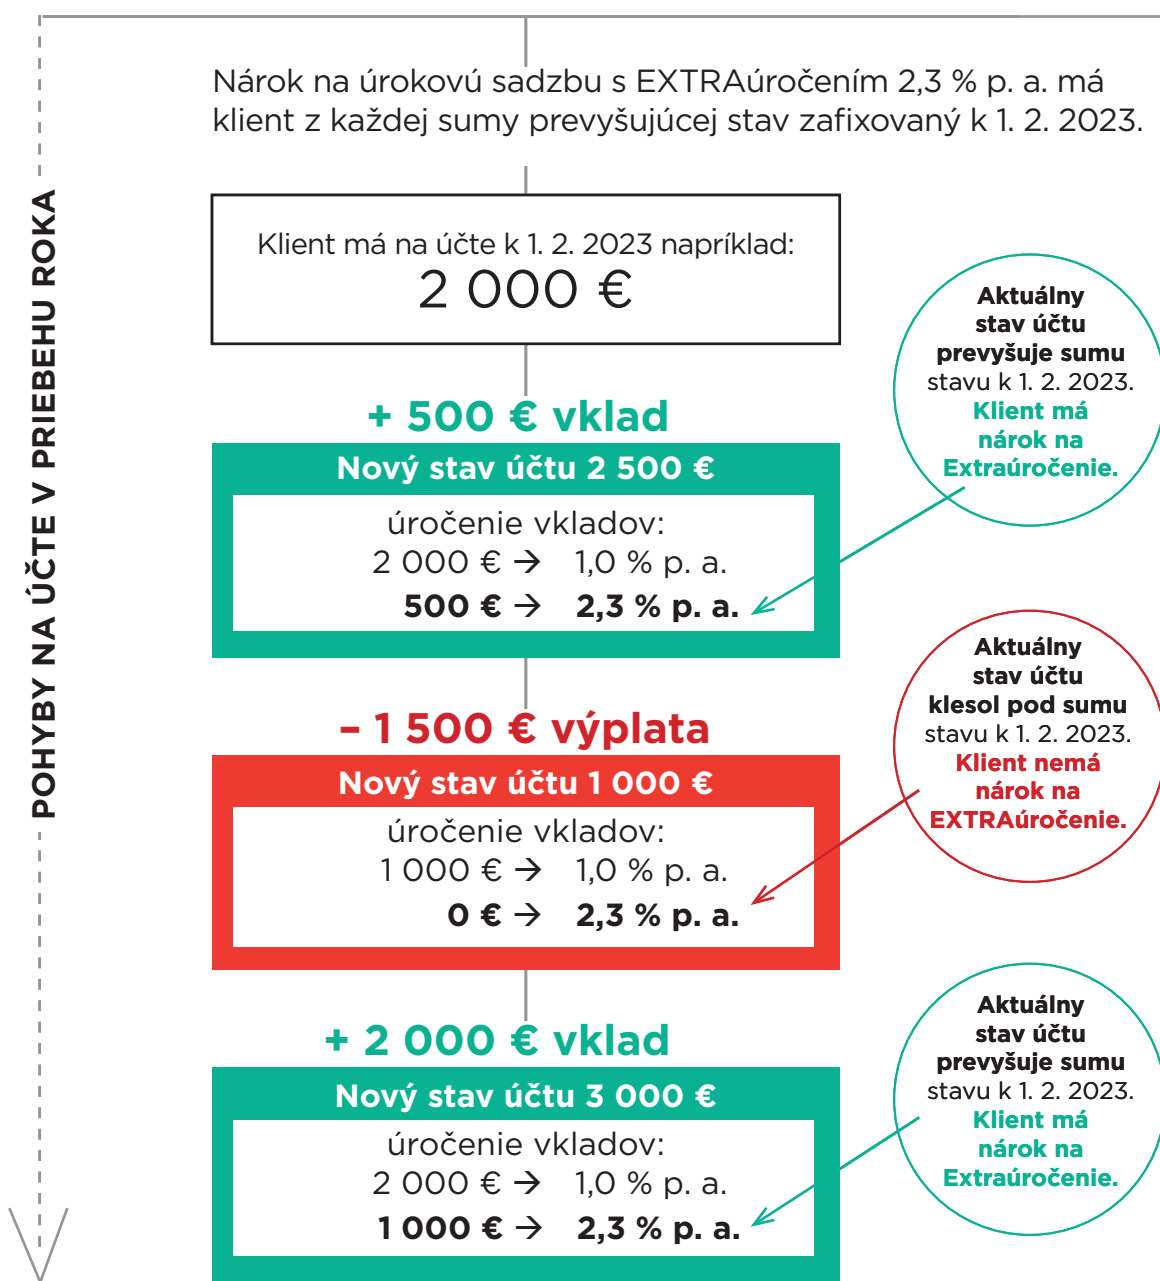 Nárok na úrokovú sadzbu s EXTRAúročením 2,3 % p. a. má
klient z každej sumy prevyšujúcej stav zafixovaný k 1. 2. 2023.
POHYBY NA ÚČTE V PRIEBEHU ROKA
Klient má na účte k 1. 2. 2023 napríklad:
2 000 €
+ 500 € vklad
Nový stav účtu 2 500 €
úročenie vkladov:
2 000 € → 1,0 % p. a.
500 € → 2,3 % p. a.
Aktuálny
stav účtu
prevyšuje sumu
stavu k 1. 2. 2023.
Klient má
nárok na
Extraúročenie.
– 1 500 € výplata
Nový stav účtu 1 000 €
úročenie vkladov:
1 000 € → 1,0 % p. a.
0 € → 2,3 % p. a.
Aktuálny
stav účtu
klesol pod sumu
stavu k 1. 2. 2023.
Klient nemá
nárok na
EXTRAúročenie.
+ 2 000 € vklad
Nový stav účtu 3 000 €
úročenie vkladov:
2 000 € → 1,0 % p. a.
1 000 € → 2,3 % p. a.
Aktuálny
stav účtu
prevyšuje sumu
stavu k 1. 2. 2023.
Klient má
nárok na
Extraúročenie.